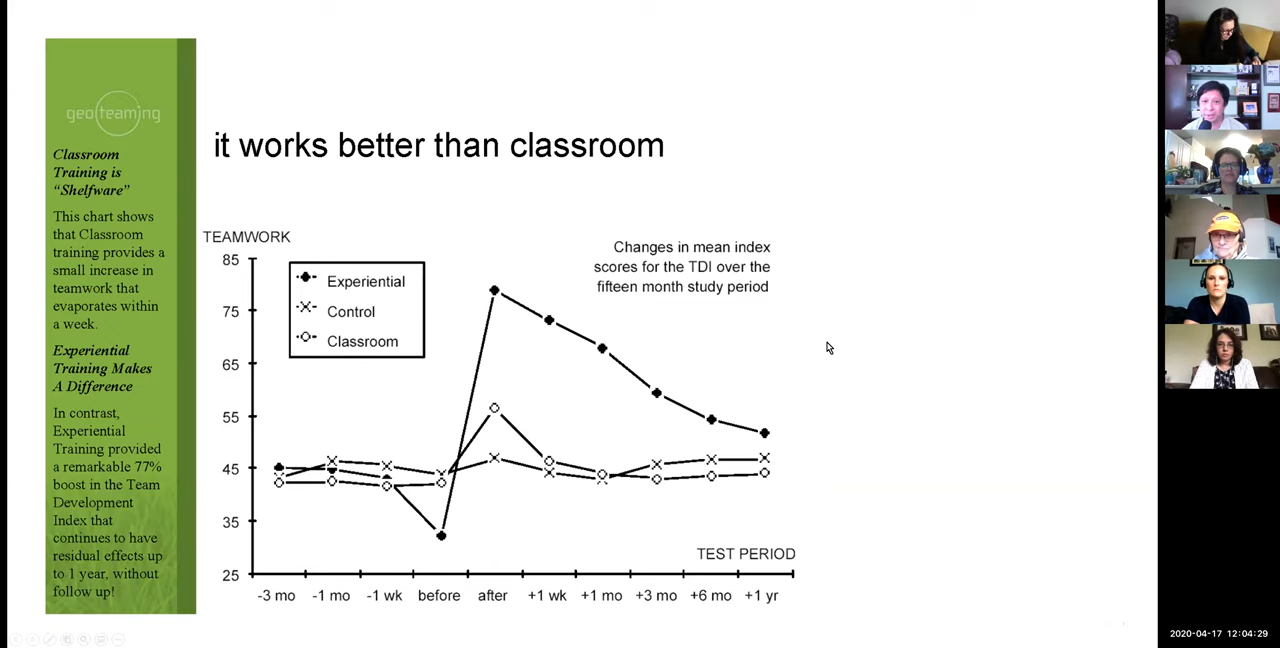 geoteaming
Classroom
Training is
“Shelfware”
This chart shows
that Classroom
training provides a
small increase in
teamwork that
evaporates within
a week.
Experiential
Training Makes
A Difference
In contrast,
Experiential
Training provided
a remarkable 77%
boost in the Team
Development
Index that
continues to have
residual effects up
to 1 year, without
follow up!
it works better than classroom
TEAMWORK
Changes in mean index
scores for the TDI over the
fifteen month study period
Experiential
Control
Classroom
85
75
65
55
45
35
25
TEST PERIOD
-3 mo -1 mo -1 wk before after +1 wk +1 mo +3 mo +6 mo +1 yr
2020-04-17 12:04:29